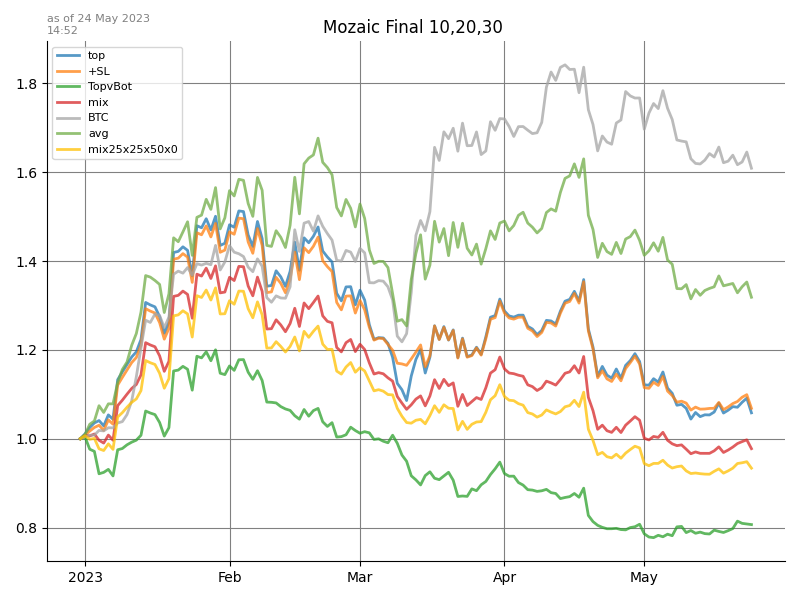 as of 24 May 2023
14:52
Mozaic Final 10,20,30
top
+SL
TopvBot
mix
BTC
avg
mix25x25x50x0
1.8
1.6
1.4
1.2
1.0
0.8
2023 Feb Mar Apr May